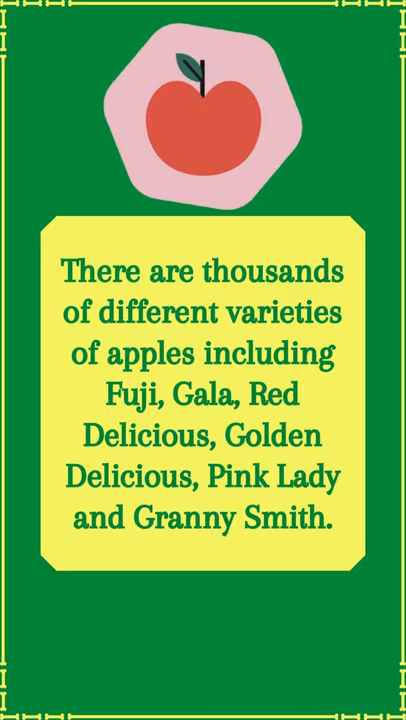 There are thousands
of different varieties
of apples including
Fuji, Gala, Red
Delicious, Golden
Delicious, Pink Lady
and Granny Smith.